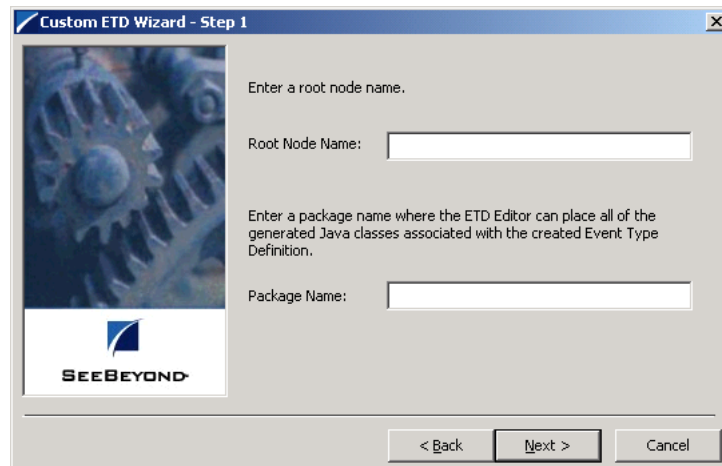 Custom ETD Wizard - Step 1
Enter a root node name.
Root Node Name:
Enter a package name where the ETD Editor can place all of the
generated Java classes associated with the created Event Type
Definition.
Package Name:
SEEBEYOND
< Back
Next >
Cancel